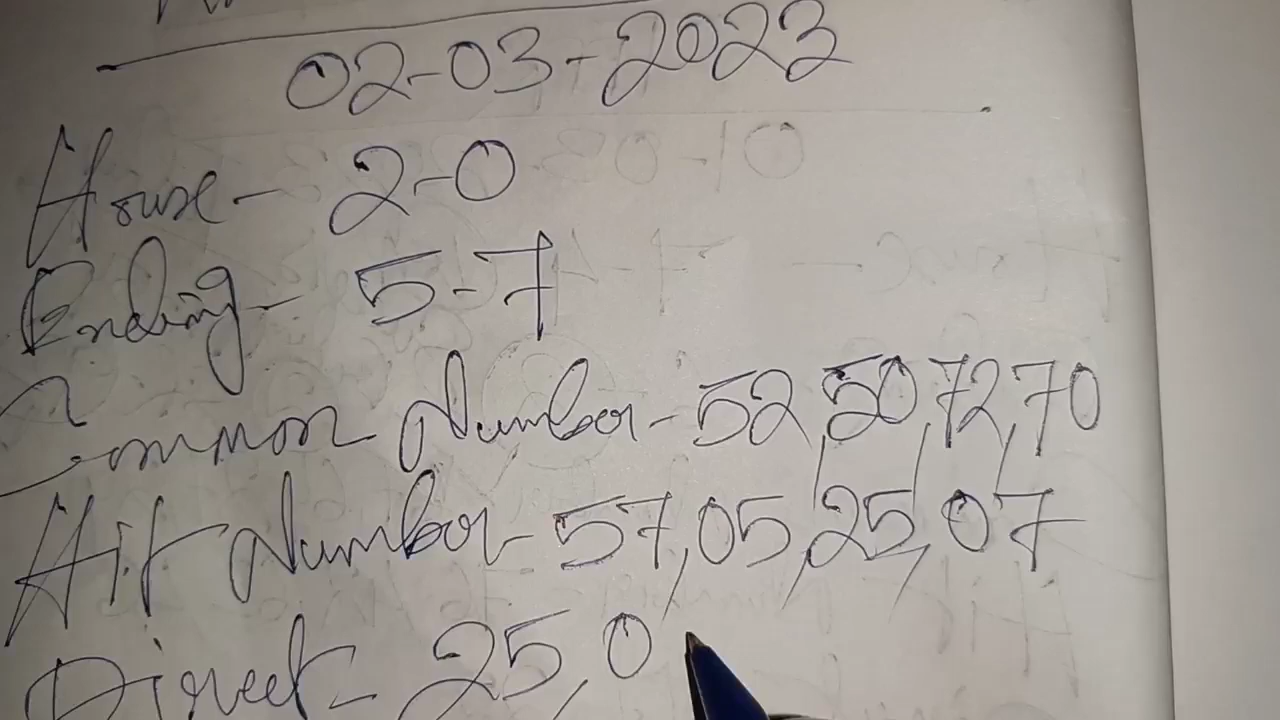 02-03-2023
House - 2-0
Ending - 5-7
Common Number - 52,50,72,70
Hit Number - 57,05,25,07
Direct - 25,0